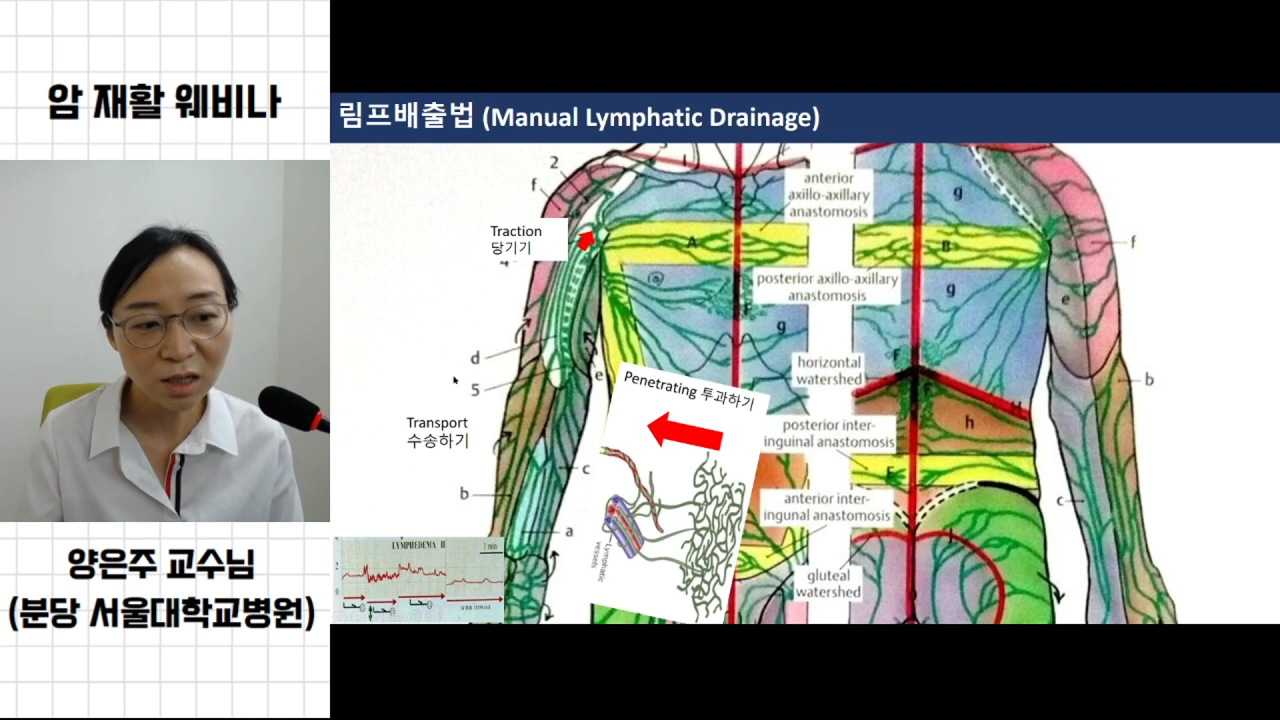 암 재활 웨비나
양은주 교수님
(분당 서울대학교병원)
림프배출법 (Manual Lymphatic Drainage)
2
f
Traction
당기기
d
5
e
Transport
수송하기
c
b
a
A
g
anterior
axillo-axillary
anastomosis
posterior axillo-axillary
anastomosis
horizontal
watershed
posterior inter-
inguinal anastomosis
anterior inter-
ingunal anastomosis
gluteal
watershed
g
B
g
F
H
h
E
f
e
b
c
Penetrating 투과하기
Lymphatic
vessels
LYMPHEDEMA II
1 min